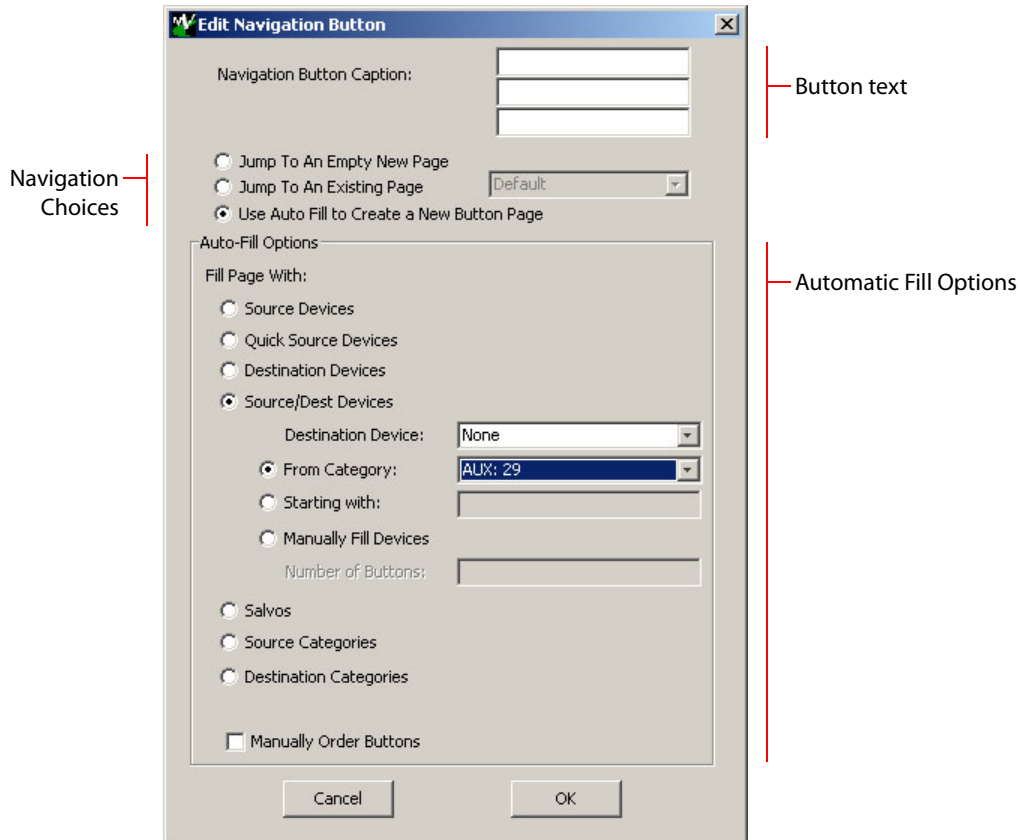 Edit Navigation Button
Navigation Button Caption:
Button text
Navigation
Choices
Jump To An Empty New Page
Jump To An Existing Page
Default
Use Auto Fill to Create a New Button Page
Auto-Fill Options
Automatic Fill Options
Fill Page With:
Source Devices
Quick Source Devices
Destination Devices
Source/Dest Devices
Destination Device:
None
From Category:
AUX: 29
Starting with:
Manually Fill Devices
Number of Buttons:
Salvos
Source Categories
Destination Categories
Manually Order Buttons
Cancel
OK